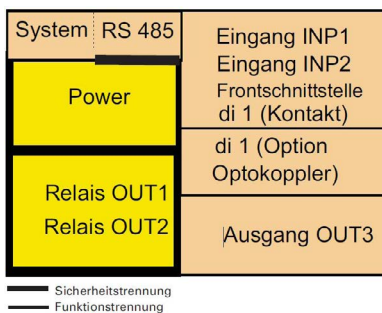 System RS 485
Power
Relais OUT1
Relais OUT2
Eingang INP1
Eingang INP2
Frontschnittstelle
di 1 (Kontakt)
di 1 (Option
Optokoppler)
Ausgang OUT3
Sicherheitstrennung
Funktionstrennung